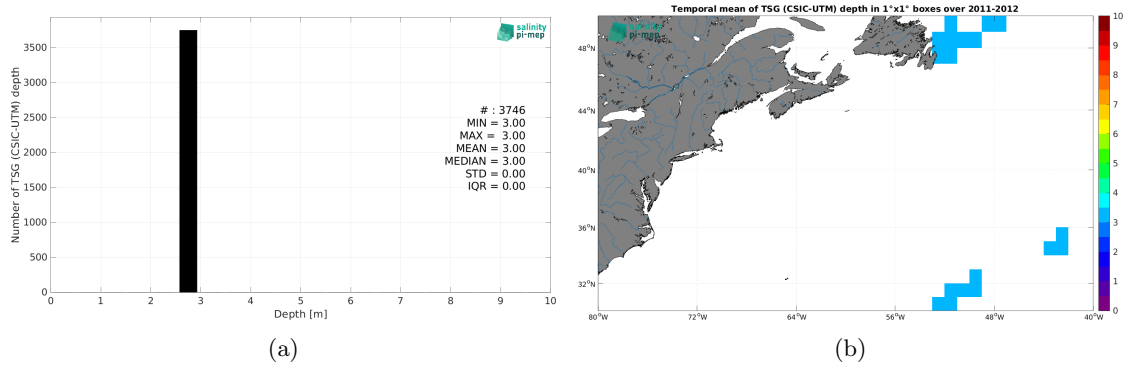 salinity
pi-mep
Number of TSG (CSIC-UTM) depth
3500
3000
2500
2000
1500
1000
500
0
# : 3746
MIN = 3.00
MAX = 3.00
MEAN = 3.00
MEDIAN = 3.00
STD = 0.00
IQR = 0.00
0 1 2 3 4 5 6 7 8 9 10
Depth [m]
(a)
Temporal mean of TSG (CSIC-UTM) depth in 1°x1° boxes over 2011-2012
salinity
pi-mep
48°N
44°N
40°N
36°N
32°N
80°W 72°W 64°W 56°W 48°W 40°W
10
9
8
7
6
5
4
3
2
1
0
(b)